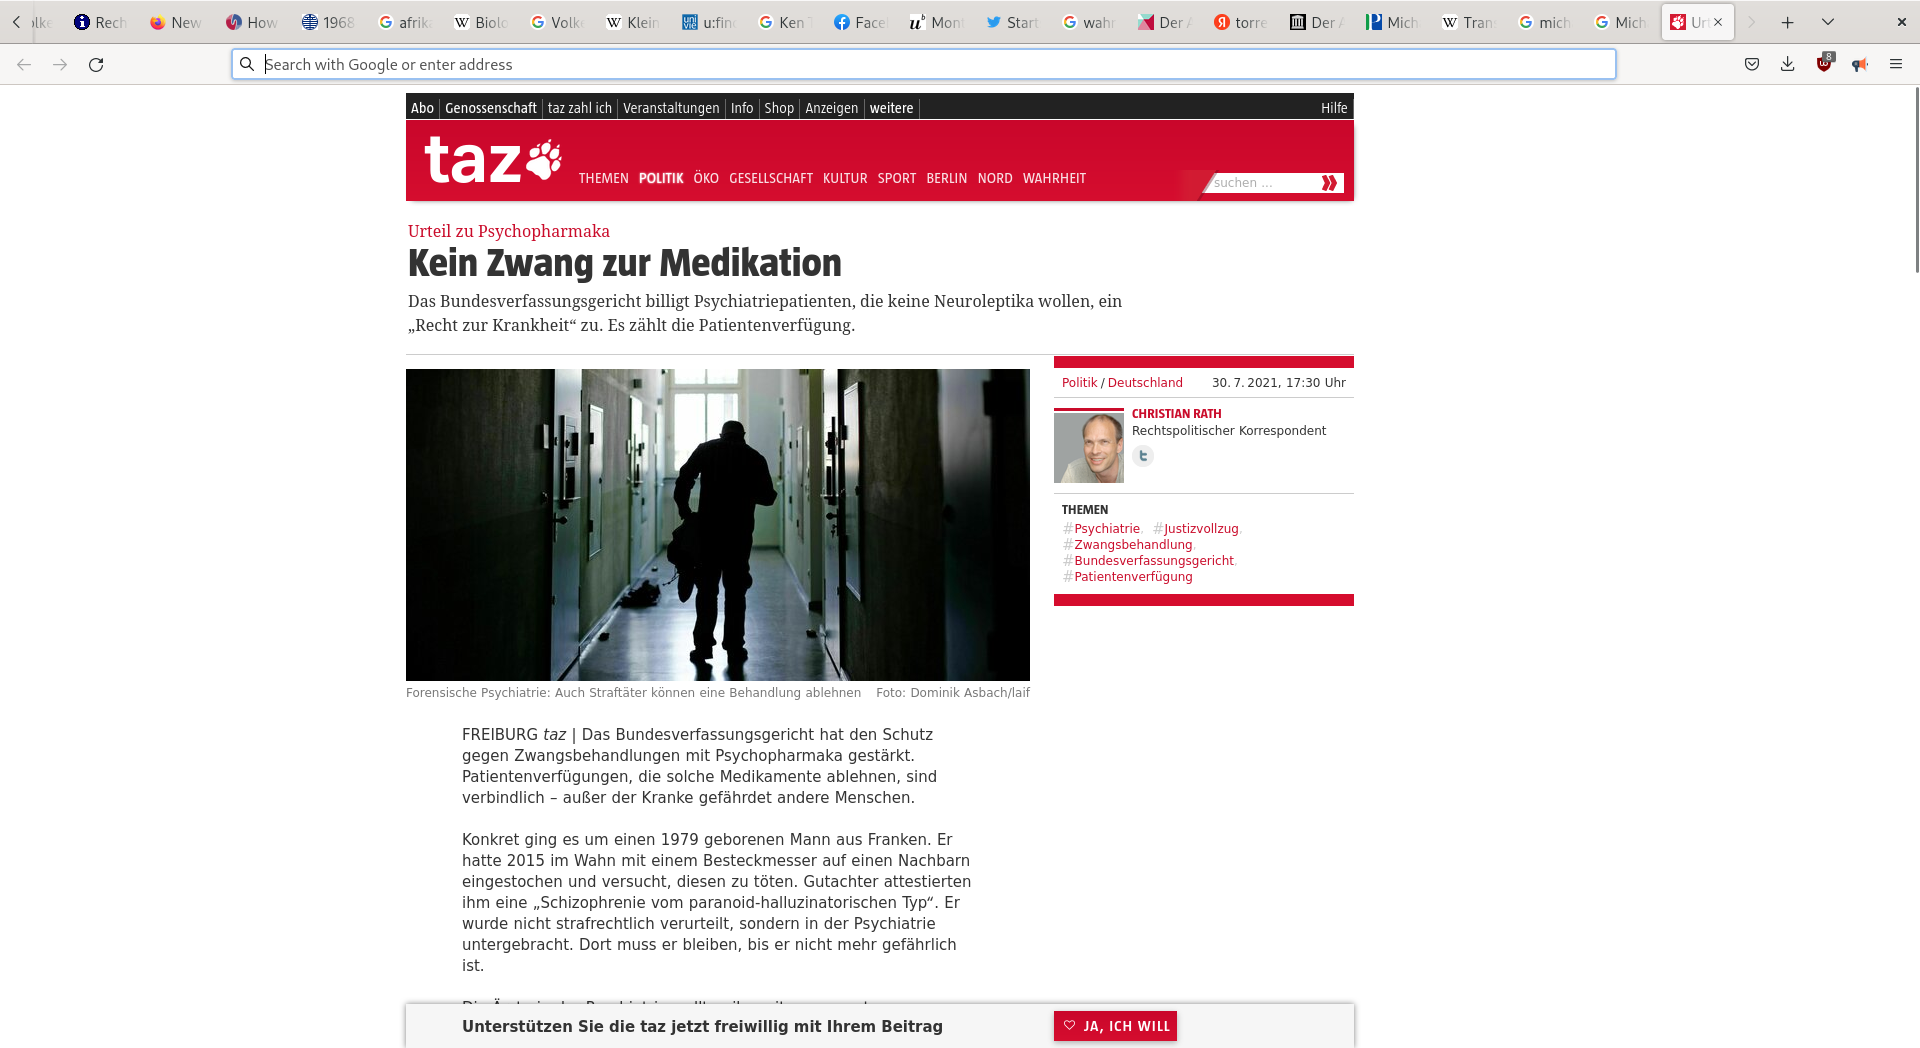 Rech
New
How
1968
afrik
Biolo
Volke
Klein
u:find
Ken T
Face
Mon
Start
wahr
Der A
torre
Der A
Mich
Tran
mich
Mich
Urt
Search with Google or enter address
8
Abo Genossenschaft taz zahl ich Veranstaltungen Info Shop Anzeigen weitere Hilfe
taz
THEMEN POLITIK ÖKO GESELLSCHAFT KULTUR SPORT BERLIN NORD WAHRHEIT
suchen ...
Urteil zu Psychopharmaka
Kein Zwang zur Medikation
Das Bundesverfassungsgericht billigt Psychiatriepatienten, die keine Neuroleptika wollen, ein
„Recht zur Krankheit“ zu. Es zählt die Patientenverfügung.
Forensische Psychiatrie: Auch Straftäter können eine Behandlung ablehnen Foto: Dominik Asbach/laif
Politik / Deutschland 30. 7. 2021, 17:30 Uhr
CHRISTIAN RATH
Rechtspolitischer Korrespondent
THEMEN
#Psychiatrie, #Justizvollzug,
#Zwangsbehandlung,
#Bundesverfassungsgericht,
#Patientenverfügung
FREIBURG taz | Das Bundesverfassungsgericht hat den Schutz
gegen Zwangsbehandlungen mit Psychopharmaka gestärkt.
Patientenverfügungen, die solche Medikamente ablehnen, sind
verbindlich – außer der Kranke gefährdet andere Menschen.
Konkret ging es um einen 1979 geborenen Mann aus Franken. Er
hatte 2015 im Wahn mit einem Besteckmesser auf einen Nachbarn
eingestochen und versucht, diesen zu töten. Gutachter attestierten
ihm eine „Schizophrenie vom paranoid-halluzinatorischen Typ“. Er
wurde nicht strafrechtlich verurteilt, sondern in der Psychiatrie
untergebracht. Dort muss er bleiben, bis er nicht mehr gefährlich
ist.
Unterstützen Sie die taz jetzt freiwillig mit Ihrem Beitrag
JA, ICH WILL